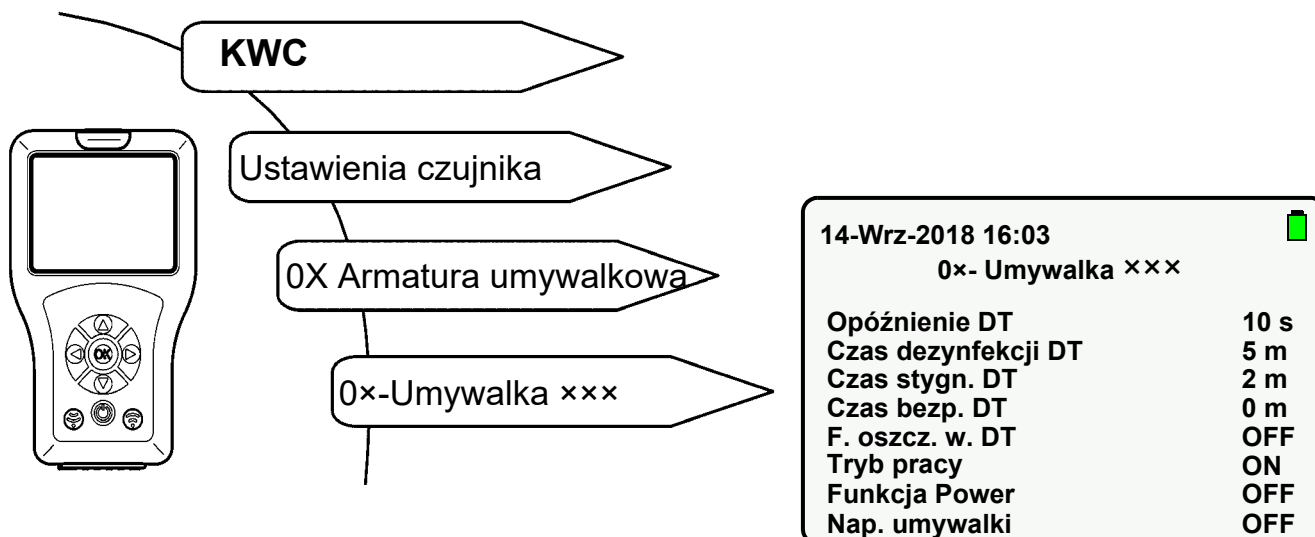 KWC
Ustawienia czujnika
0X Armatura umywalkowa
0×-Umywalka ×××
OK
14-Wrz-2018 16:03
0×- Umywalka ×××
Opóźnienie DT 10 s
Czas dezynfekcji DT 5 m
Czas stygn. DT 2 m
Czas bezp. DT 0 m
F. oszcz. w. DT OFF
Tryb pracy ON
Funkcja Power OFF
Nap. umywalki OFF